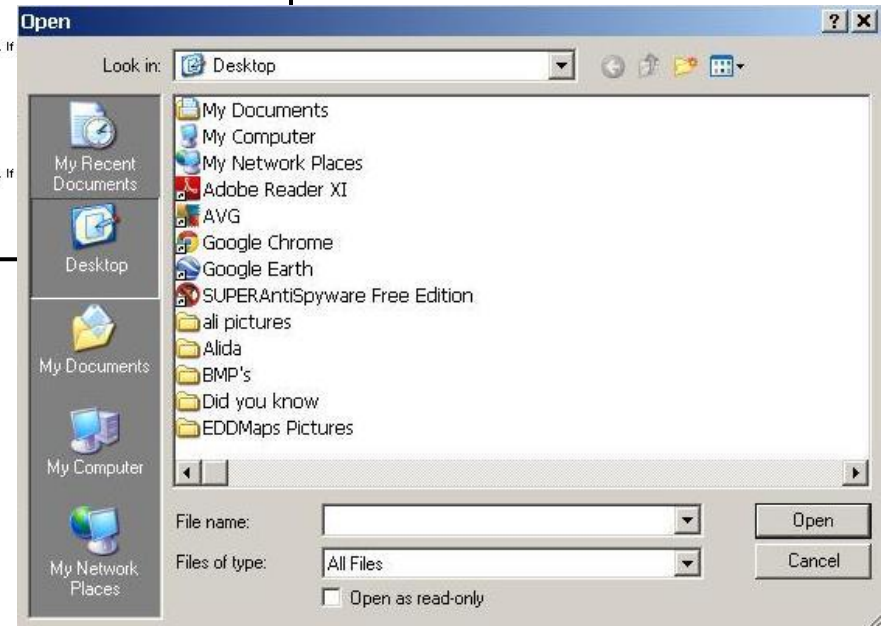 Open
If
Look in:
Desktop
My Recent
Documents
If
Desktop
My Documents
My Computer
My Network
Places
My Documents
My Computer
My Network Places
Adobe Reader XI
AVG
Google Chrome
Google Earth
SUPERAntiSpyware Free Edition
ali pictures
Alida
BMP's
Did you know
EDDMaps Pictures
File name:
Open
Files of type:
All Files
Cancel
Open as read-only